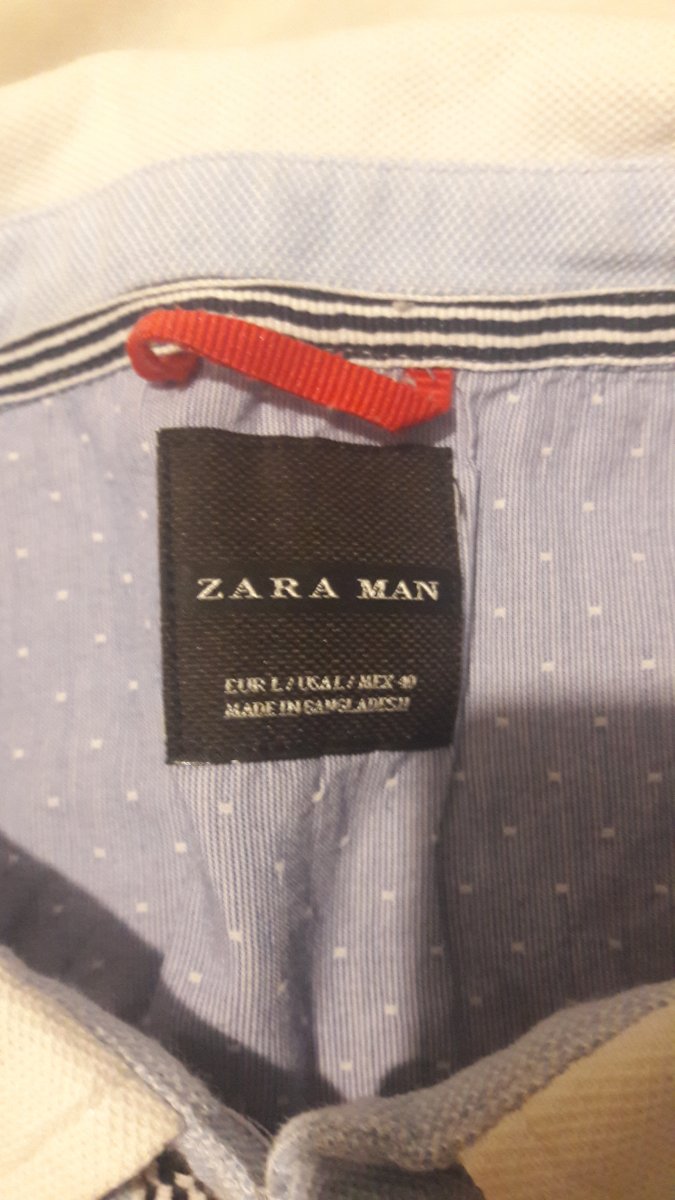 ZARA MAN
EUR L / USA L / MEX 40
MADE IN BANGLADESH